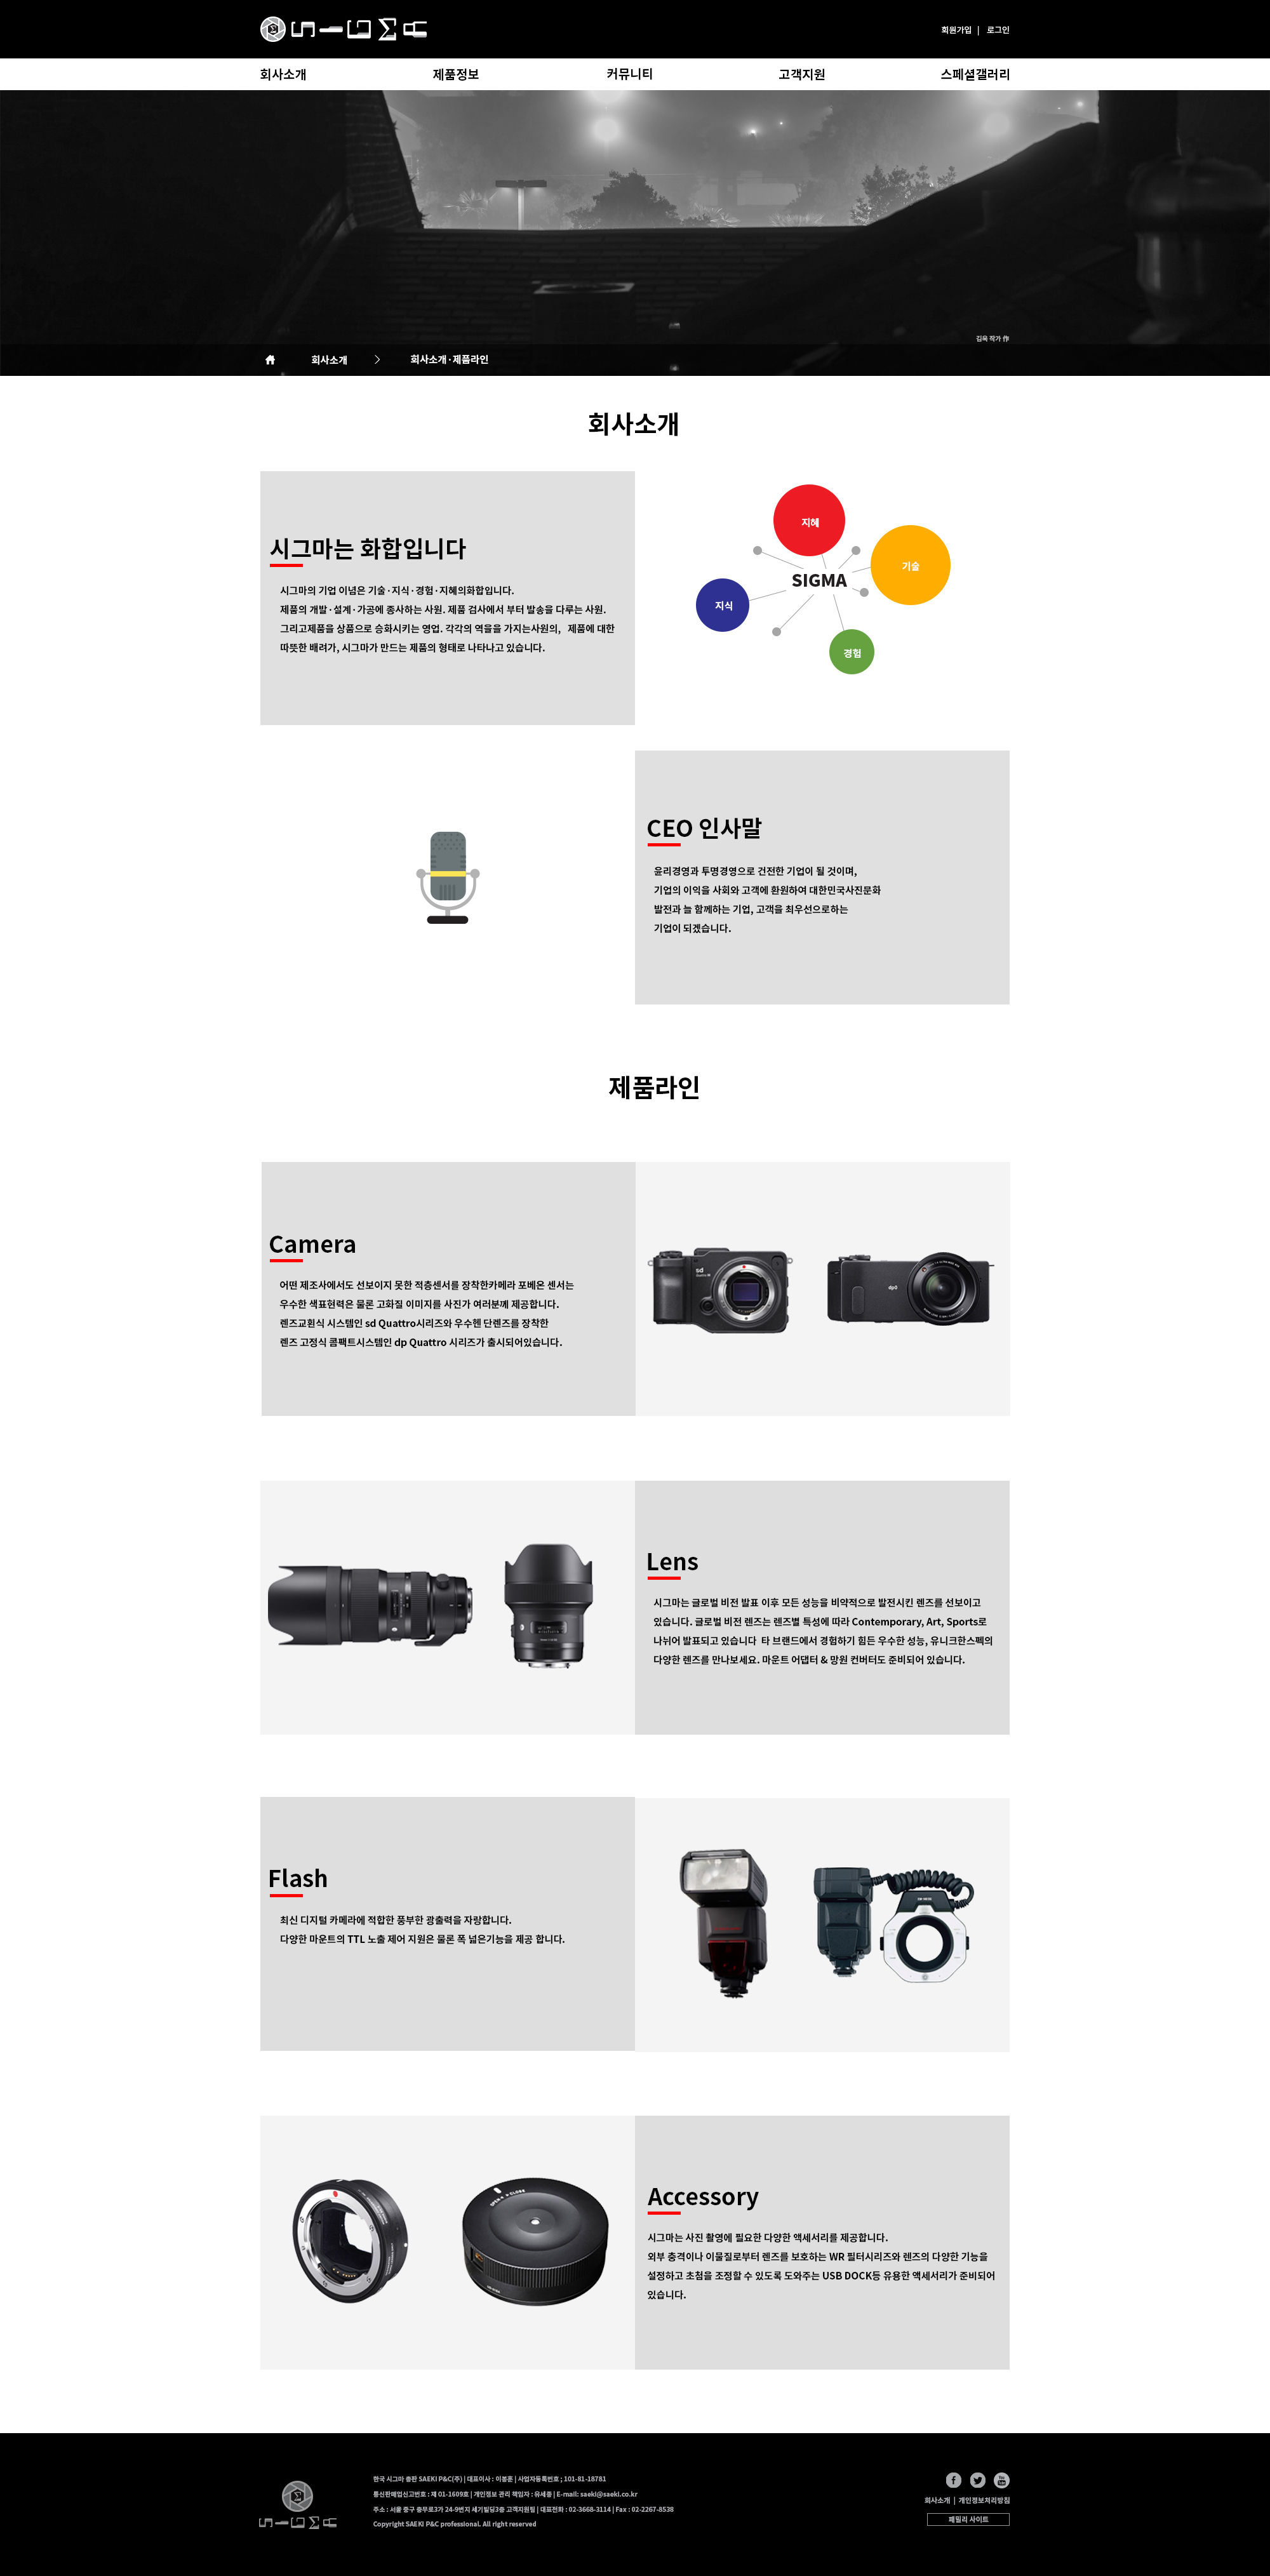 SIGMA
회원가입 | 로그인
회사소개 제품정보 커뮤니티 고객지원 스페셜갤러리
김욱 작가 作
회사소개 > 회사소개·제품라인
회사소개
시그마는 화합입니다
시그마의 기업 이념은 기술·지식·경험·지혜의화합입니다.
제품의 개발·설계·가공에 종사하는 사원. 제품 검사에서 부터 발송을 다루는 사원.
그리고제품을 상품으로 승화시키는 영업. 각각의 역을을 가지는사원의, 제품에 대한
따뜻한 배려가, 시그마가 만드는 제품의 형태로 나타나고 있습니다.
지혜
기술
SIGMA
지식
경험
CEO 인사말
윤리경영과 투명경영으로 건전한 기업이 될 것이며,
기업의 이익을 사회와 고객에 환원하여 대한민국사진문화
발전과 늘 함께하는 기업, 고객을 최우선으로하는
기업이 되겠습니다.
제품라인
Camera
어떤 제조사에서도 선보이지 못한 적층센서를 장착한카메라 포베온 센서는
우수한 색표현력은 물론 고화질 이미지를 사진가 여러분께 제공합니다.
렌즈교횐식 시스템인 sd Quattro시리즈와 우수헨 단렌즈를 장착한
렌즈 고정식 콤팩트시스템인 dp Quattro 시리즈가 출시되어있습니다.
sd
dp0
Lens
시그마는 글로벌 비전 발표 이후 모든 성능을 비약적으로 발전시킨 렌즈를 선보이고
있습니다. 글로벌 비전 렌즈는 렌즈별 특성에 따라 Contemporary, Art, Sports로
나뉘어 발표되고 있습니다 타 브랜드에서 경험하기 힘든 우수한 성능, 유니크한스펙의
다양한 렌즈를 만나보세요. 마운트 어댑터 & 망원 컨버터도 준비되어 있습니다.
Flash
최신 디지털 카메라에 적합한 풍부한 광출력을 자랑합니다.
다양한 마운트의 TTL 노출 제어 지원은 물론 폭 넓은기능을 제공 합니다.
Accessory
시그마는 사진 촬영에 필요한 다양한 액세서리를 제공합니다.
외부 충격이나 이물질로부터 렌즈를 보호하는 WR 필터시리즈와 렌즈의 다양한 기능을
설정하고 초첨을 조정할 수 있도록 도와주는 USB DOCK등 유용한 액세서리가 준비되어
있습니다.
한국 시그마 총판 SAEKI P&C(주) | 대표이사 : 이봉훈 | 사업자등록번호 ; 101-81-18781
통신판매업신고번호 : 제 01-1609호 | 개인정보 관리 책임자 : 유세종 | E-mail: saeki@saeki.co.kr
주소 : 서울 중구 충무로3가 24-9번지 세기빌딩3층 고객지원팀 | 대표전화 : 02-3668-3114 | Fax : 02-2267-8538
Copyright SAEKI P&C professional. All right reserved
SIGMA
회사소개 | 개인정보처리방침
패밀리 사이트